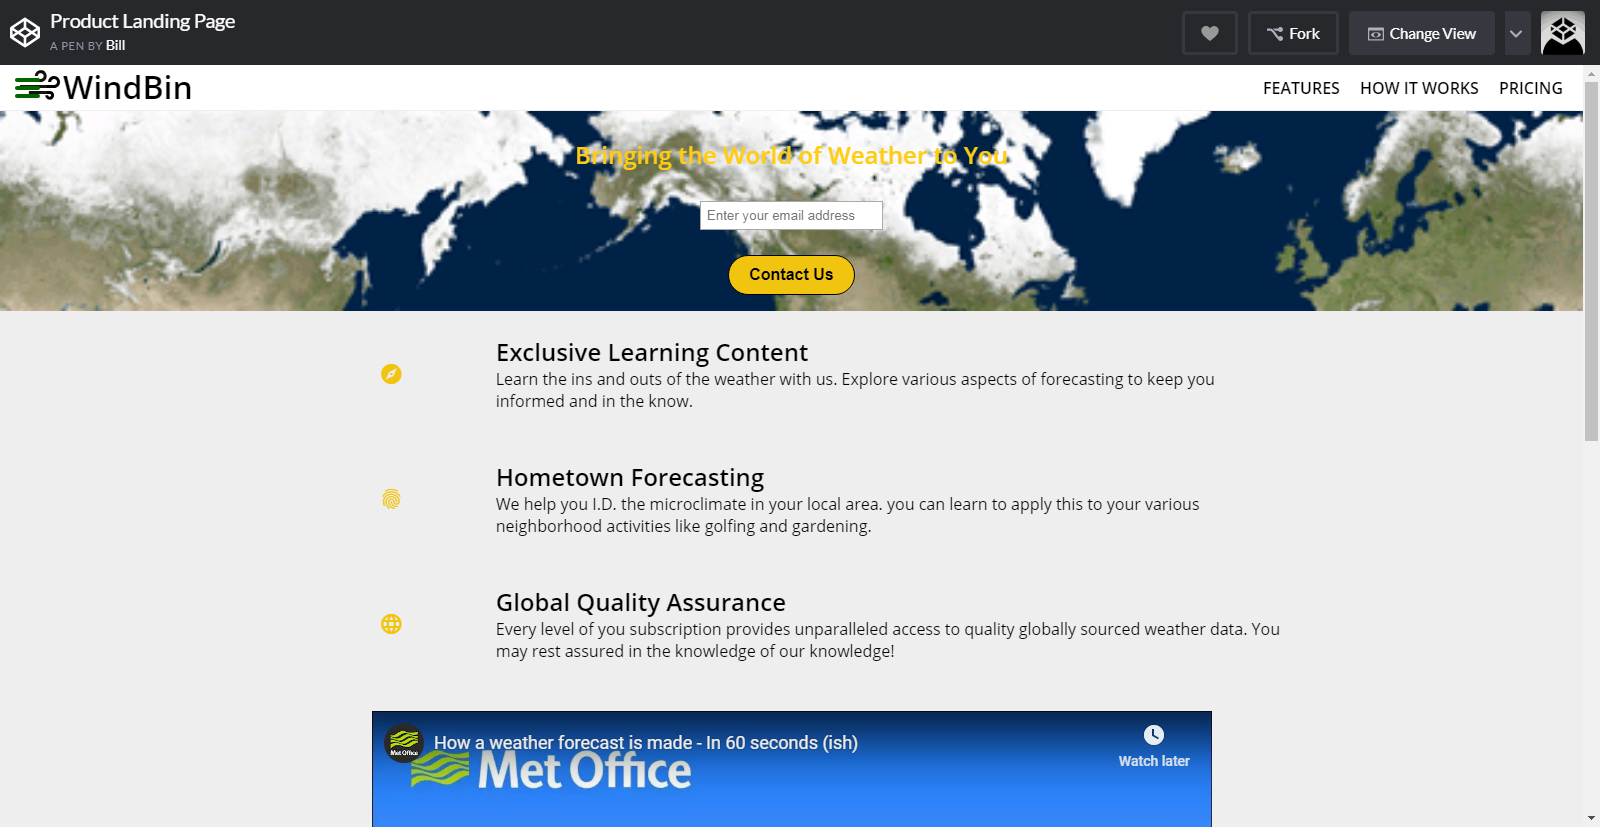 Product Landing Page
A PEN BY Bill
Fork
Change View
WindBin
FEATURES HOW IT WORKS PRICING
Bringing the World of Weather to You
Enter your email address
Contact Us
Exclusive Learning Content
Learn the ins and outs of the weather with us. Explore various aspects of forecasting to keep you
informed and in the know.
Hometown Forecasting
We help you I.D. the microclimate in your local area. you can learn to apply this to your various
neighborhood activities like golfing and gardening.
Global Quality Assurance
Every level of you subscription provides unparalleled access to quality globally sourced weather data. You
may rest assured in the knowledge of our knowledge!
Met Office
How a weather forecast is made - In 60 seconds (ish)
Watch later
Met Office